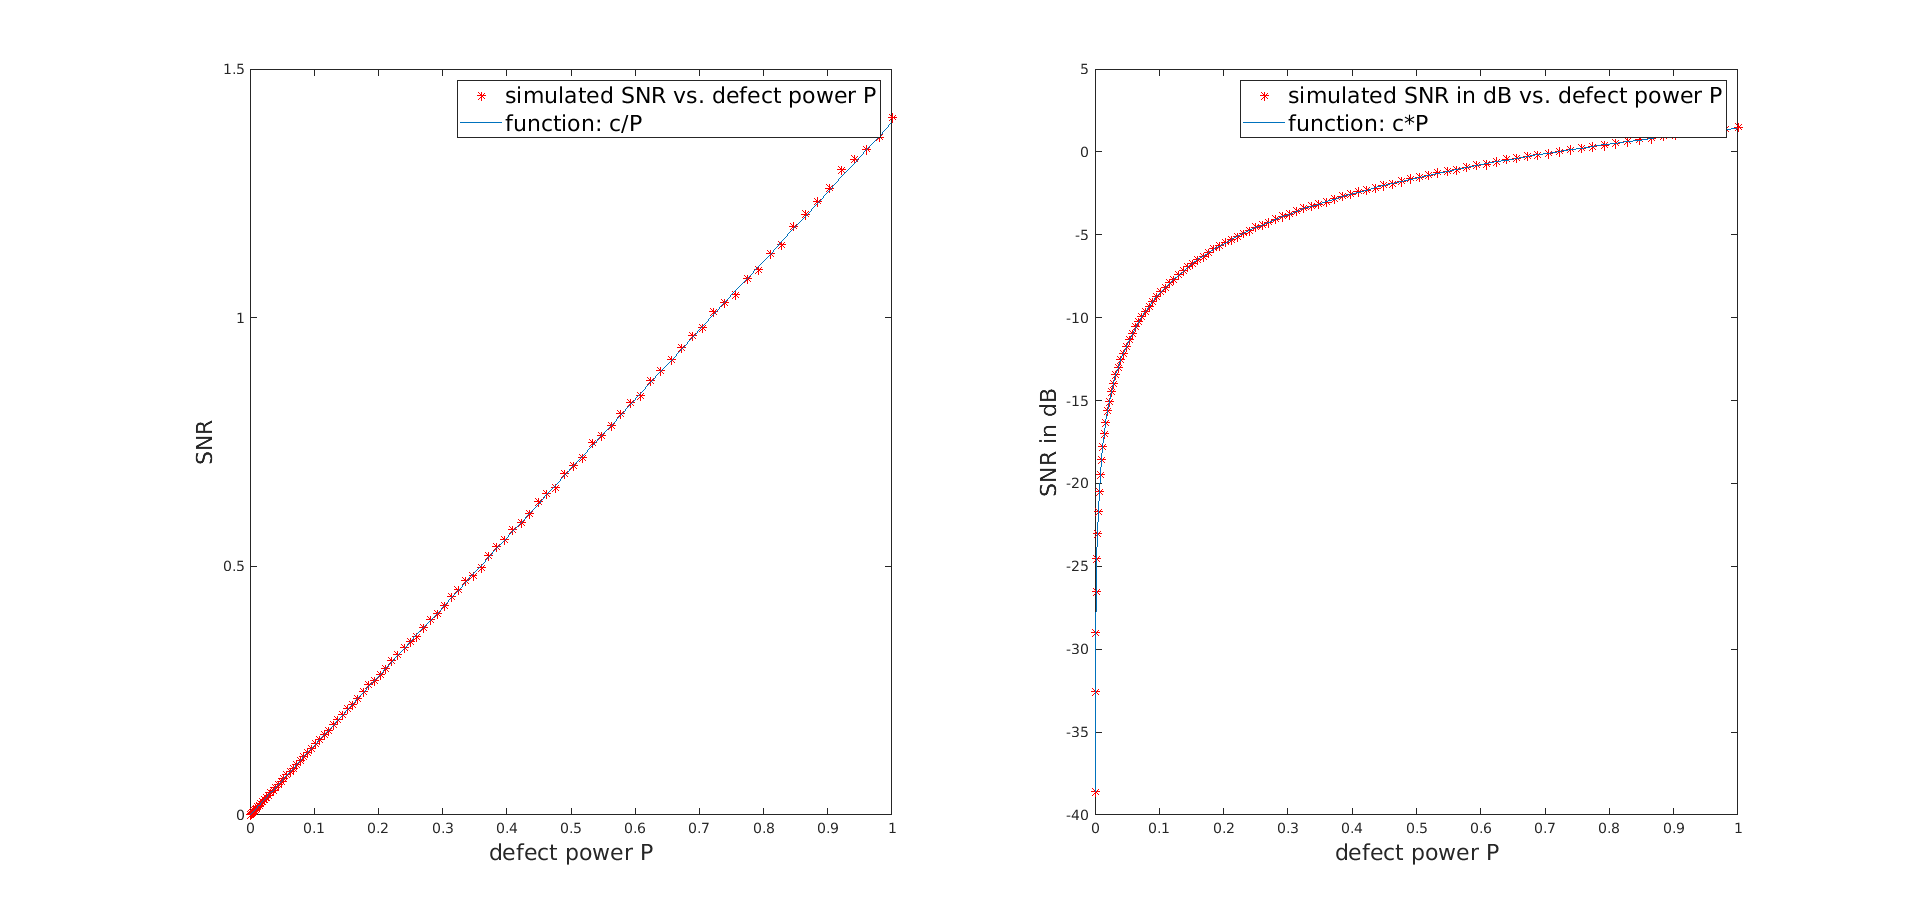 1.5
1
0.5
0
SNR
simulated SNR vs. defect power P
function: c/P
0 0.1 0.2 0.3 0.4 0.5 0.6 0.7 0.8 0.9 1
defect power P
5
0
-5
-10
-15
-20
-25
-30
-35
-40
SNR in dB
simulated SNR in dB vs. defect power P
function: c*P
0 0.1 0.2 0.3 0.4 0.5 0.6 0.7 0.8 0.9 1
defect power P